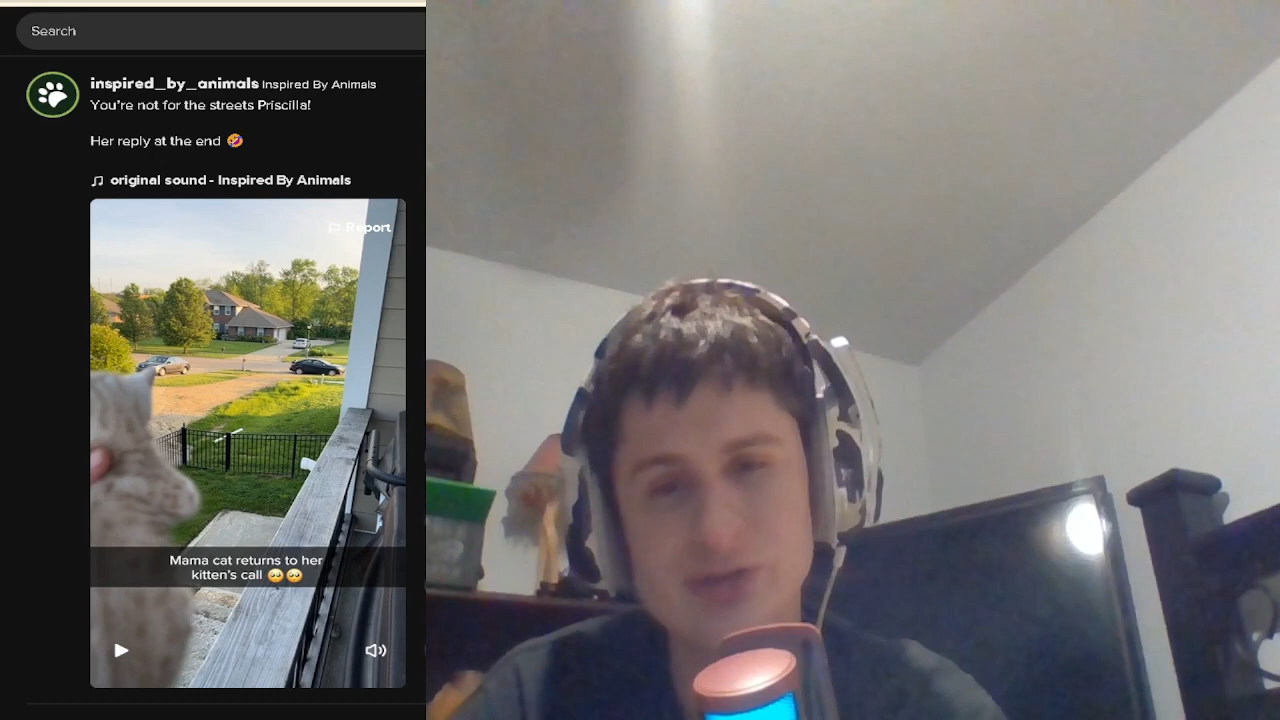 Search
inspired_by_animals Inspired By Animals
You're not for the streets Priscilla!
Her reply at the end 🤣
original sound - Inspired By Animals
Report
Mama cat returns to her
kitten's call 🥺🥺